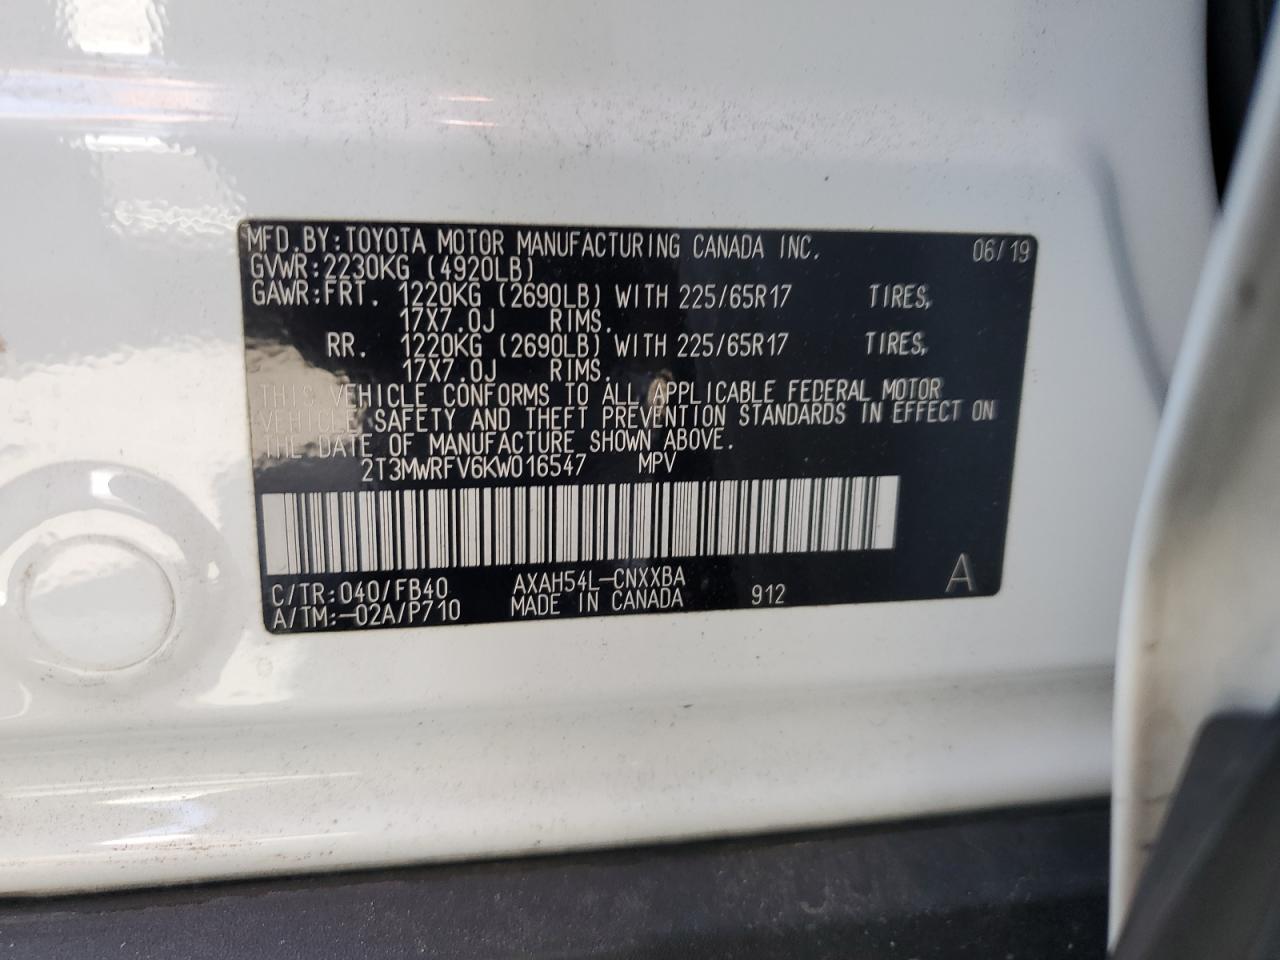 MFD.BY:TOYOTA MOTOR MANUFACTURING CANADA INC. 06/19
GVWR:2230KG (4920LB)
GAWR:FRT. 1220KG (2690LB) WITH 225/65R17 TIRES,
17X7.0J RIMS.
RR. 1220KG (2690LB) WITH 225/65R17 TIRES,
17X7.0J RIMS.
THIS VEHICLE CONFORMS TO ALL APPLICABLE FEDERAL MOTOR
VEHICLE SAFETY AND THEFT PREVENTION STANDARDS IN EFFECT ON
THE DATE OF MANUFACTURE SHOWN ABOVE.
2T3MWRFV6KW016547 MPV
C/TR:040/FB40 AXAH54L-CNXXBA A
A/TM:-02A/P710 MADE IN CANADA 912